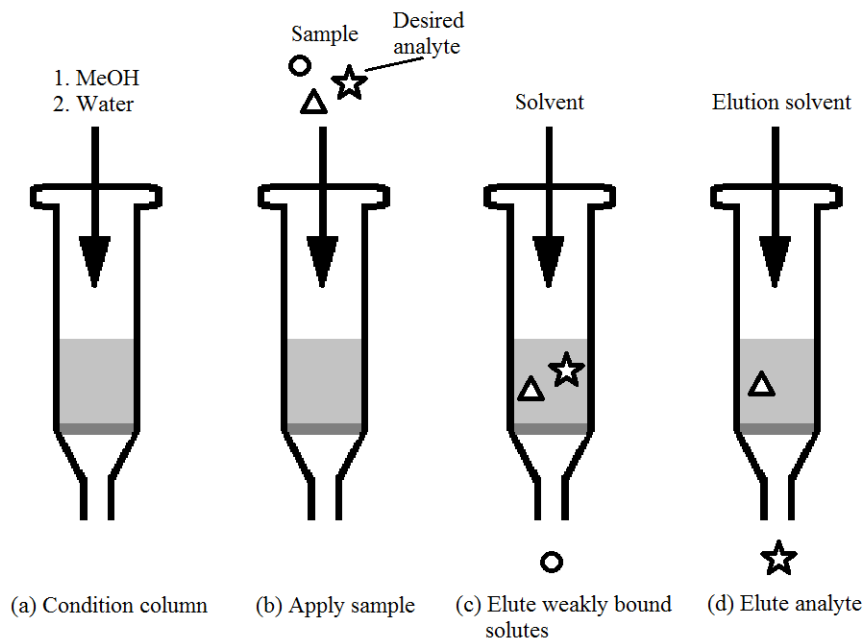 1. MeOH
2. Water
Sample
Desired
analyte
Solvent
Elution solvent
(a) Condition column
(b) Apply sample
(c) Elute weakly bound
solutes
(d) Elute analyte